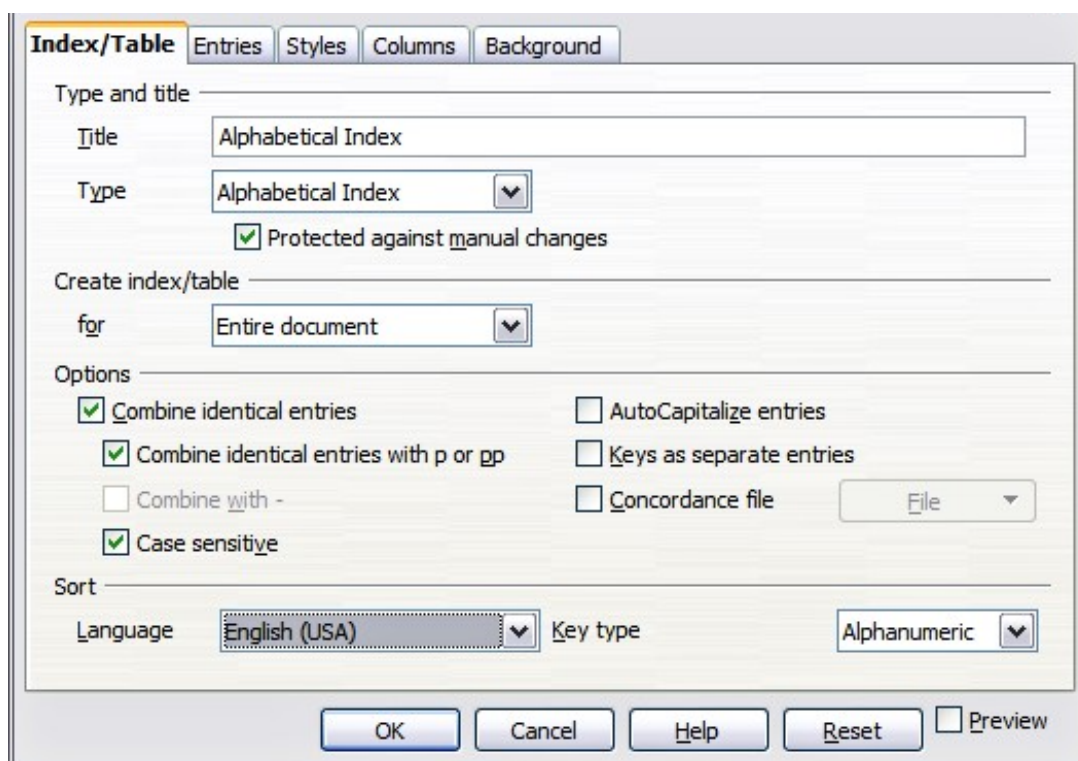 Index/Table Entries Styles Columns Background
Type and title
Title Alphabetical Index
Type Alphabetical Index
Protected against manual changes
Create index/table
for Entire document
Options
Combine identical entries AutoCapitalize entries
Combine identical entries with p or pp Keys as separate entries
Combine with - Concordance file File
Case sensitive
Sort
Language English (USA) Key type Alphanumeric
OK Cancel Help Reset Preview